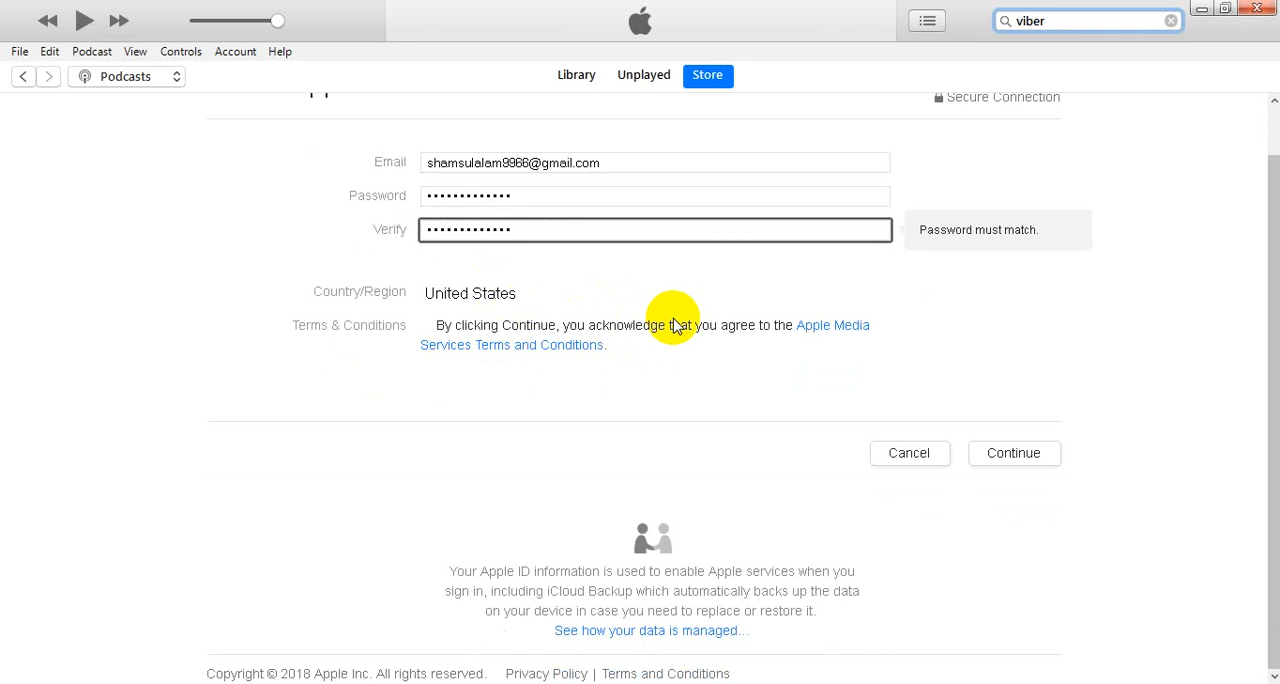 viber
File Edit Podcast View Controls Account Help
Podcasts
Library Unplayed Store
Secure Connection
Email shamsulalam9966@gmail.com
Password •••••••••••••
Verify ••••••••••••• Password must match.
Country/Region United States
Terms & Conditions By clicking Continue, you acknowledge that you agree to the Apple Media
Services Terms and Conditions.
Cancel Continue
Your Apple ID information is used to enable Apple services when you
sign in, including iCloud Backup which automatically backs up the data
on your device in case you need to replace or restore it.
See how your data is managed...
Copyright © 2018 Apple Inc. All rights reserved. Privacy Policy | Terms and Conditions